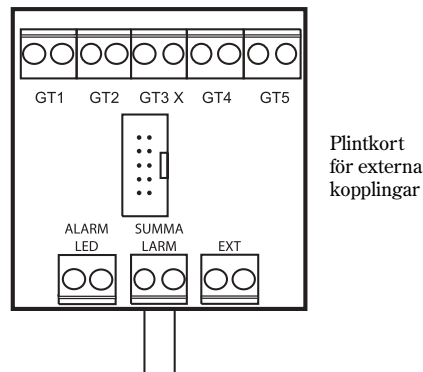 GT1 GT2 GT3 X GT4 GT5
Plintkort
för externa
kopplingar
ALARM SUMMA
LED LARM EXT